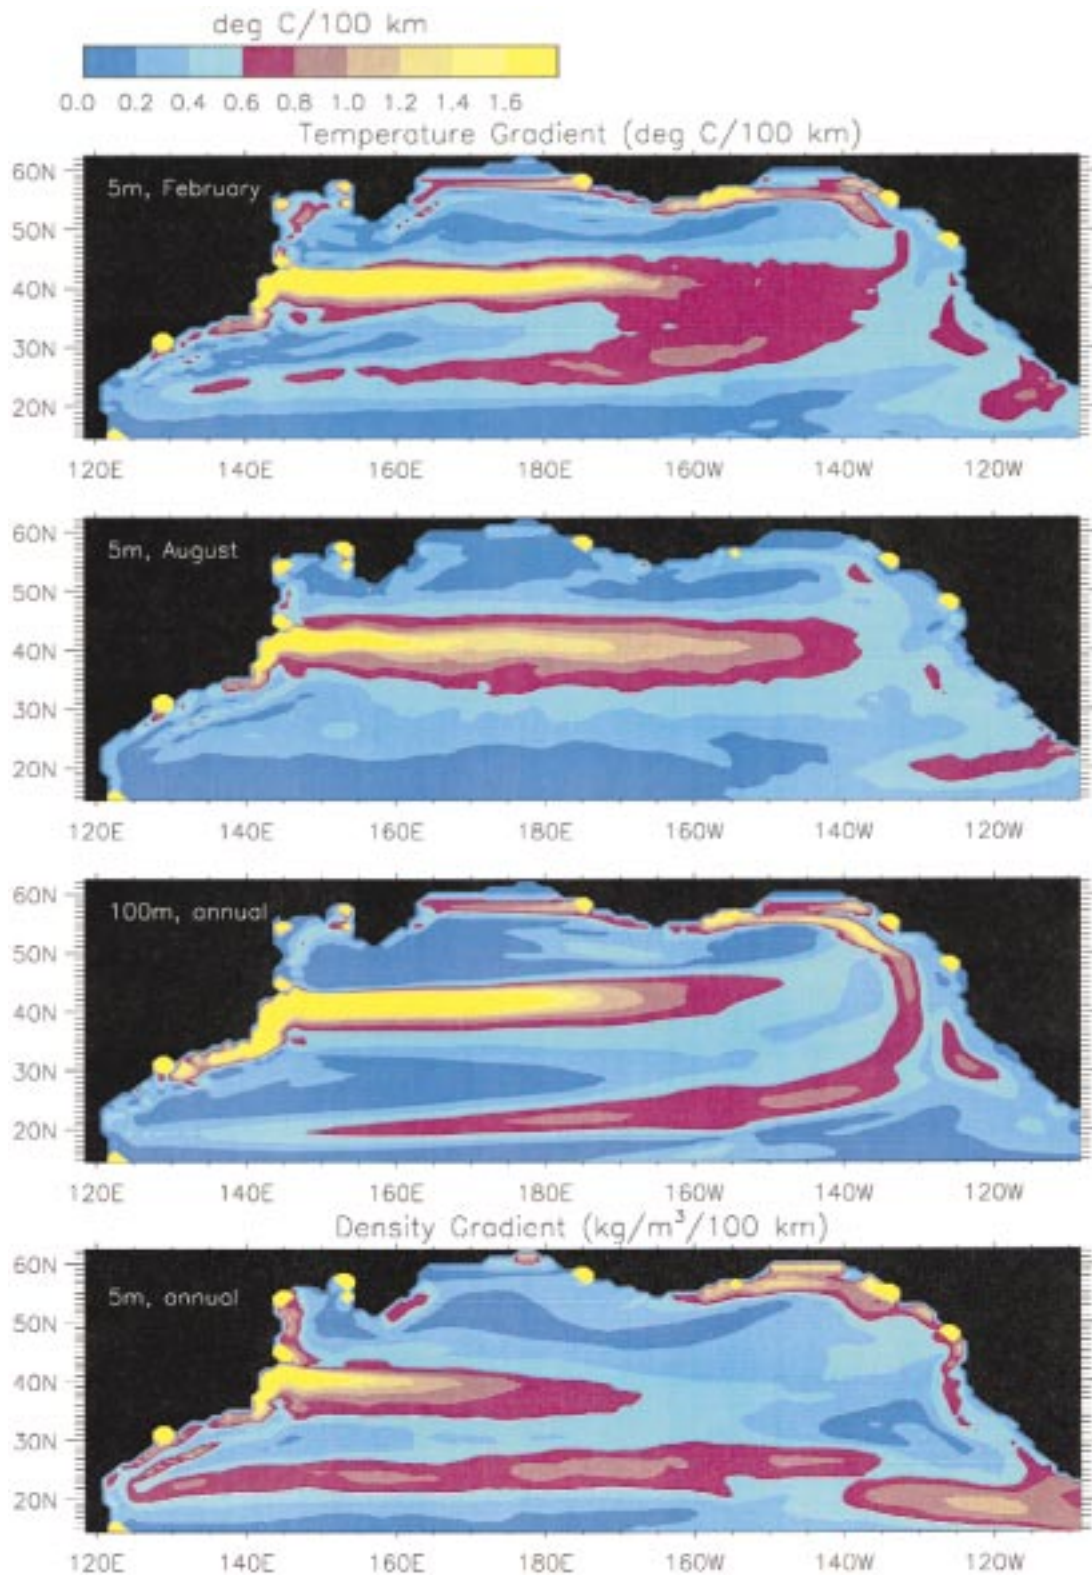 deg C/100 km
0.0 0.2 0.4 0.6 0.8 1.0 1.2 1.4 1.6
Temperature Gradient (deg C/100 km)
60N
5m, February
50N
40N
30N
20N
120E 140E 160E 180E 160W 140W 120W
60N
5m, August
50N
40N
30N
20N
120E 140E 160E 180E 160W 140W 120W
60N
100m, annual
50N
40N
30N
20N
120E 140E 160E 180E 160W 140W 120W
Density Gradient (kg/m³/100 km)
60N
5m, annual
50N
40N
30N
20N
120E 140E 160E 180E 160W 140W 120W